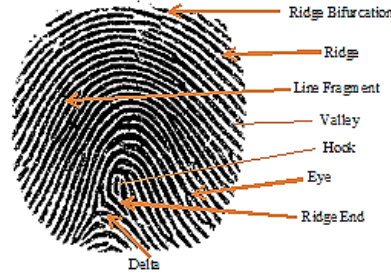 Ridge Bifurcation
Ridge
Line Fragment
Valley
Hook
Eye
Ridge End
Delta